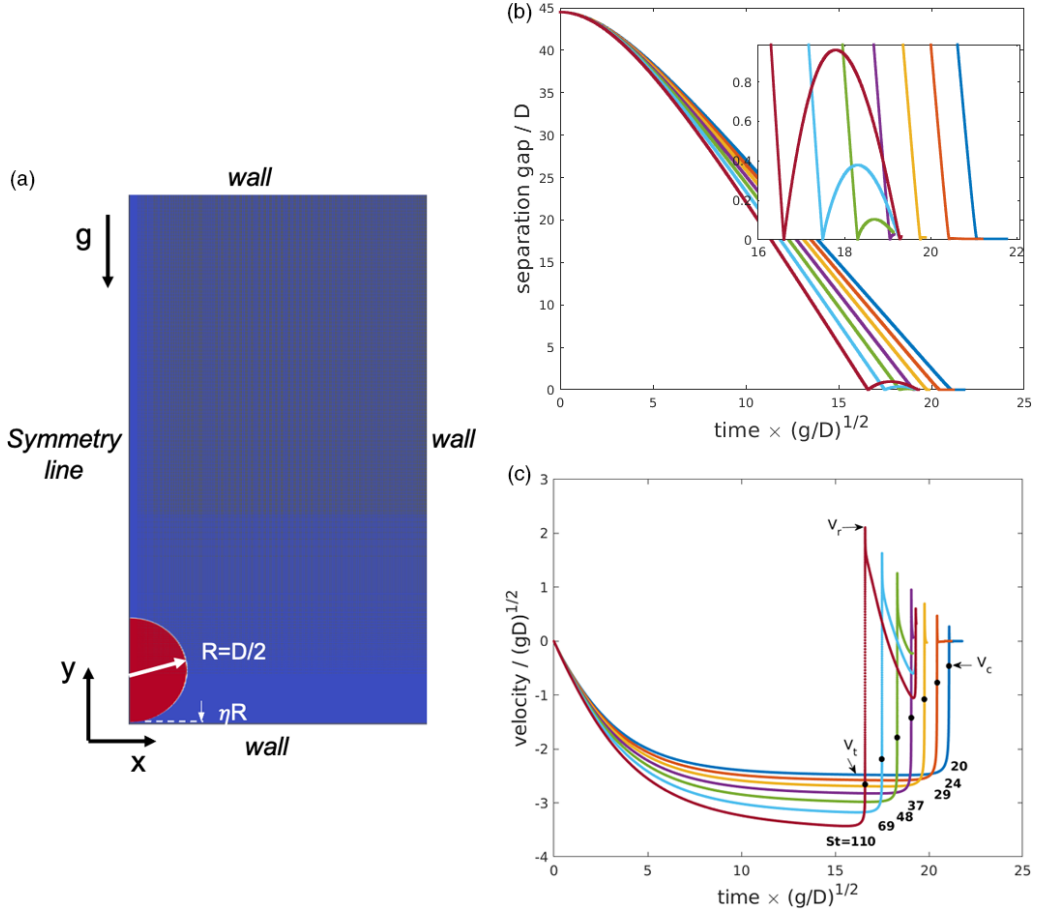 (a)
wall
g
Symmetry
line
wall
R=D/2
ηR
y
x
wall
(b)
separation gap / D
45
40
35
30
25
20
15
10
5
0
0 5 10 15 20 25
time × (g/D)^1/2
0.8
0.6
0.4
0.2
0
16 18 20 22
(c)
velocity / (gD)^1/2
3
2
1
0
-1
-2
-3
-4
0 5 10 15 20 25
time × (g/D)^1/2
V_r
V_c
V_t
20
24
29
37
48
69
St=110